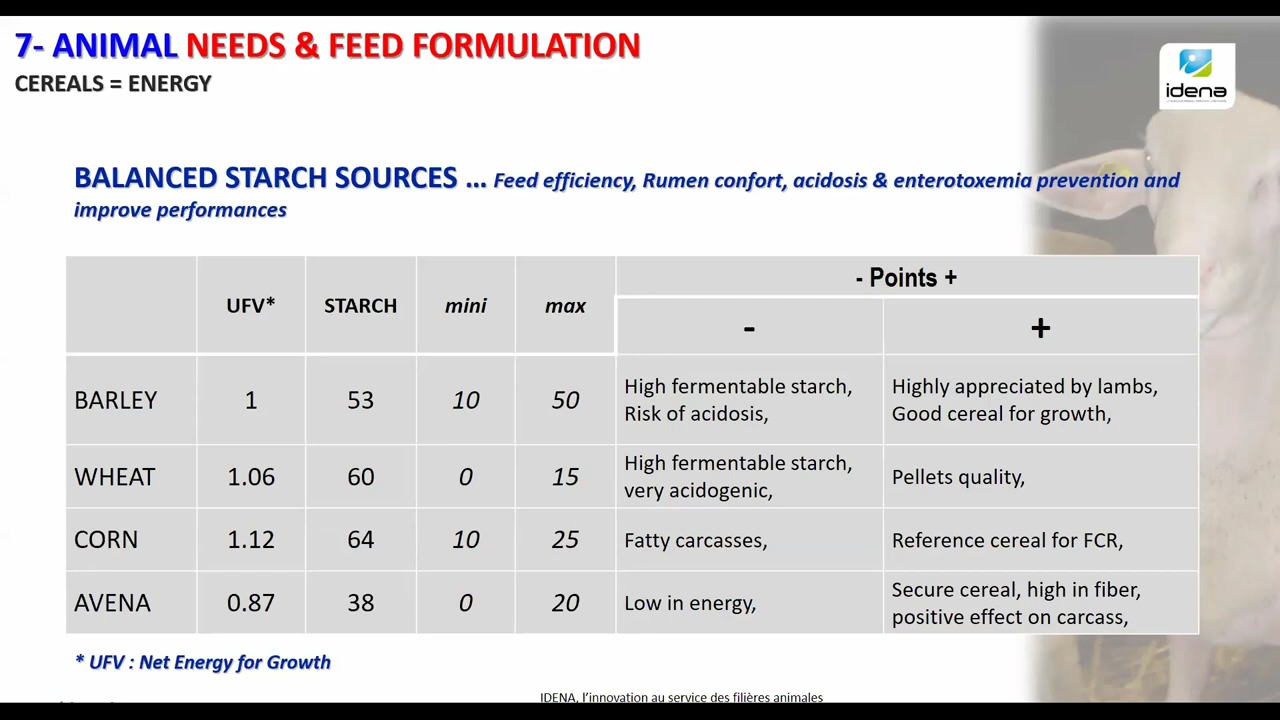 7- ANIMAL NEEDS & FEED FORMULATION
CEREALS = ENERGY
idena
BALANCED STARCH SOURCES ... Feed efficiency, Rumen confort, acidosis & enterotoxemia prevention and
improve performances
UFV* STARCH mini max - Points +
- +
BARLEY 1 53 10 50 High fermentable starch, Risk of acidosis, Highly appreciated by lambs, Good cereal for growth,
WHEAT 1.06 60 0 15 High fermentable starch, very acidogenic, Pellets quality,
CORN 1.12 64 10 25 Fatty carcasses, Reference cereal for FCR,
AVENA 0.87 38 0 20 Low in energy, Secure cereal, high in fiber, positive effect on carcass,
* UFV : Net Energy for Growth
IDENA, l'innovation au service des filières animales